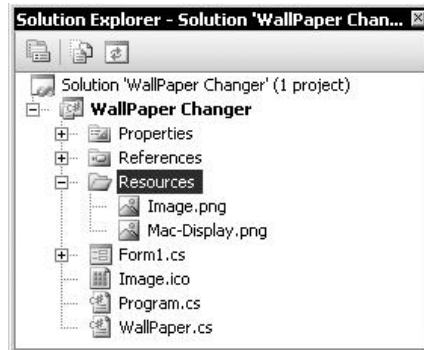 Solution Explorer - Solution 'WallPaper Chan...
Solution 'WallPaper Changer' (1 project)
WallPaper Changer
Properties
References
Resources
Image.png
Mac-Display.png
Form1.cs
Image.ico
Program.cs
WallPaper.cs